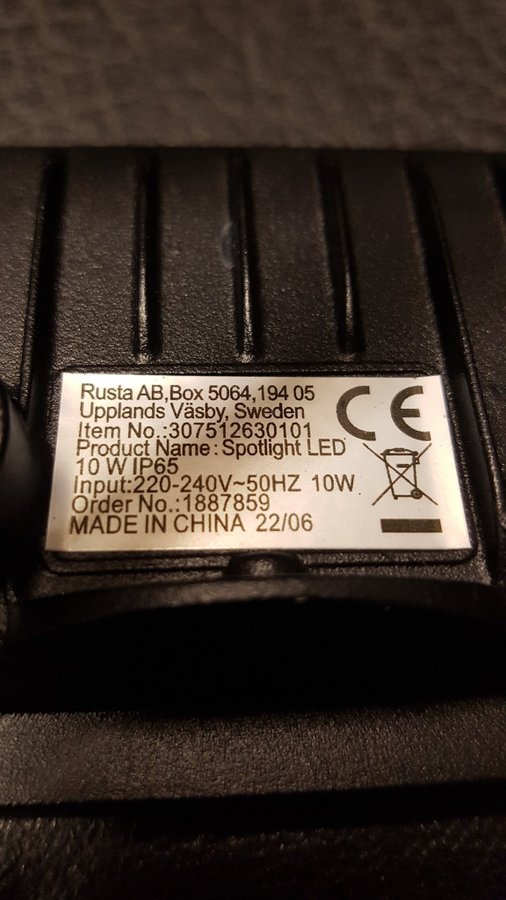 Rusta AB,Box 5064,194 05
Upplands Väsby, Sweden
Item No.:307512630101
Product Name: Spotlight LED
10 W IP65
Input:220-240V~50HZ 10W
Order No.:1887859
MADE IN CHINA 22/06
CE